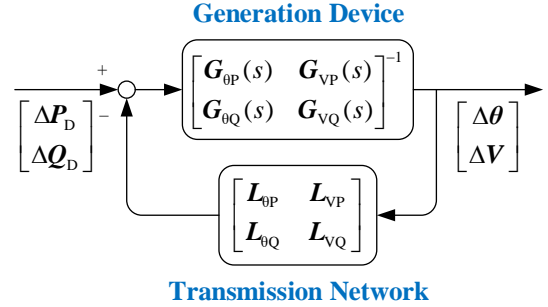 Generation Device
+
−
[G_θP(s) G_VP(s)
G_θQ(s) G_VQ(s)]^−1
[ΔP_D
ΔQ_D]
[Δθ
ΔV]
[L_θP L_VP
L_θQ L_VQ]
Transmission Network